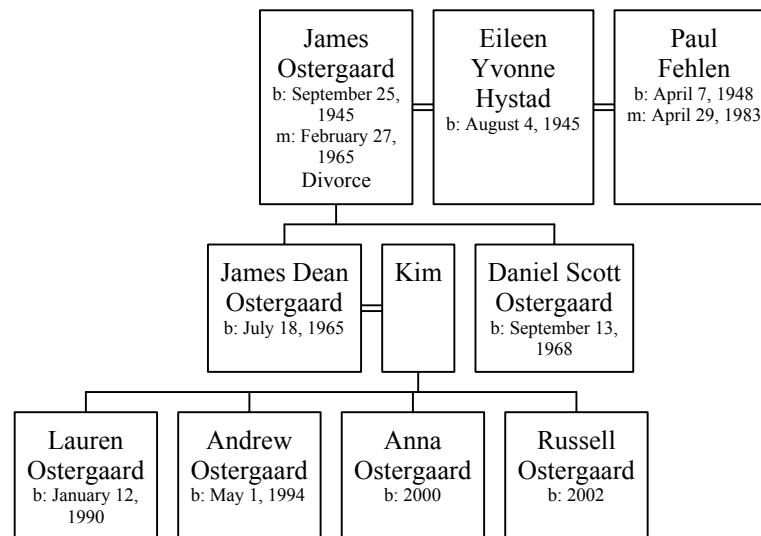 James
Ostergaard
b: September 25,
1945
m: February 27,
1965
Divorce
Eileen
Yvonne
Hystad
b: August 4, 1945
Paul
Fehlen
b: April 7, 1948
m: April 29, 1983
James Dean
Ostergaard
b: July 18, 1965
Kim
Daniel Scott
Ostergaard
b: September 13,
1968
Lauren
Ostergaard
b: January 12,
1990
Andrew
Ostergaard
b: May 1, 1994
Anna
Ostergaard
b: 2000
Russell
Ostergaard
b: 2002